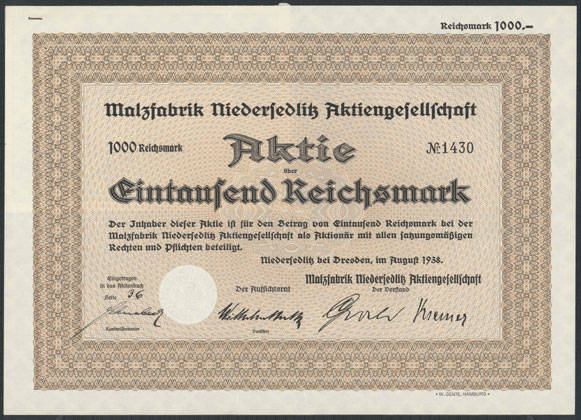 Reichsmark 1000.—
Malzfabrik Niedersedlitz Aktiengesellschaft
1000 Reichsmark
Aktie
№ 1430
über
Eintausend Reichsmark
Der Inhaber dieser Aktie ist für den Betrag von Eintausend Reichsmark bei der
Malzfabrik Niedersedlitz Aktiengesellschaft als Aktionär mit allen satzungsmäßigen
Rechten und Pflichten beteiligt.
Niedersedlitz bei Dresden, im August 1938.
Eingetragen
in das Aktienbuch
Seite 36
Der Aufsichtsrat
Malzfabrik Niedersedlitz Aktiengesellschaft
Der Vorstand
Kramer
Kontrollbeamter
• W. GENTE, HAMBURG •